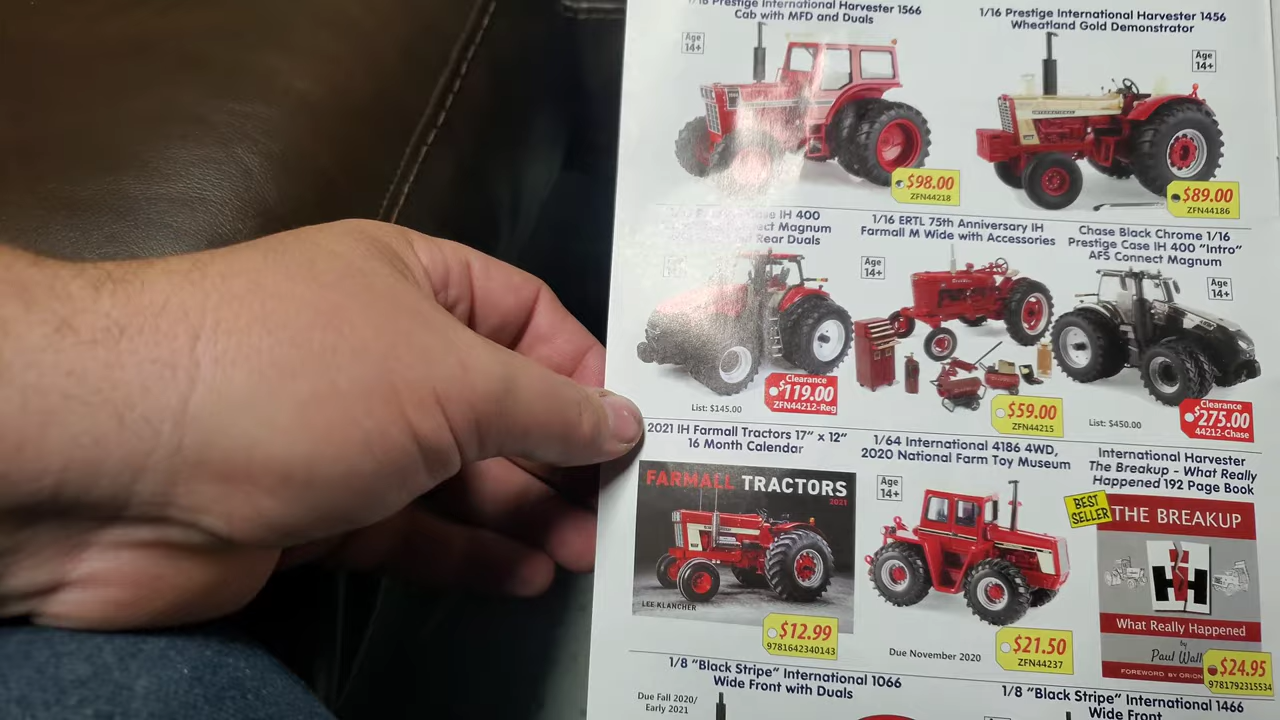 1/16 Prestige International Harvester 1566
Cab with MFD and Duals
Age
14+
$98.00
ZFN44218
1/16 Prestige International Harvester 1456
Wheatland Gold Demonstrator
Age
14+
INTERNATIONAL
$89.00
ZFN44186
Case IH 400
Magnum
Rear Duals
List: $145.00
Clearance
$119.00
ZFN44212-Reg
1/16 ERTL 75th Anniversary IH
Farmall M Wide with Accessories
Age
14+
$59.00
ZFN44215
Chase Black Chrome 1/16
Prestige Case IH 400 "Intro"
AFS Connect Magnum
Age
14+
List: $450.00
Clearance
$275.00
44212-Chase
2021 IH Farmall Tractors 17" x 12"
16 Month Calendar
FARMALL TRACTORS
2021
LEE KLANCHER
$12.99
9781642340143
1/64 International 4186 4WD,
2020 National Farm Toy Museum
Age
14+
Due November 2020
$21.50
ZFN44237
International Harvester
The Breakup - What Really
Happened 192 Page Book
BEST
SELLER
THE BREAKUP
IH
What Really Happened
by
Paul
FOREWORD BY
$24.95
9781792315534
1/8 "Black Stripe" International 1066
Wide Front with Duals
Due Fall 2020/
Early 2021
1/8 "Black Stripe" International 1466
Wide Front
Age